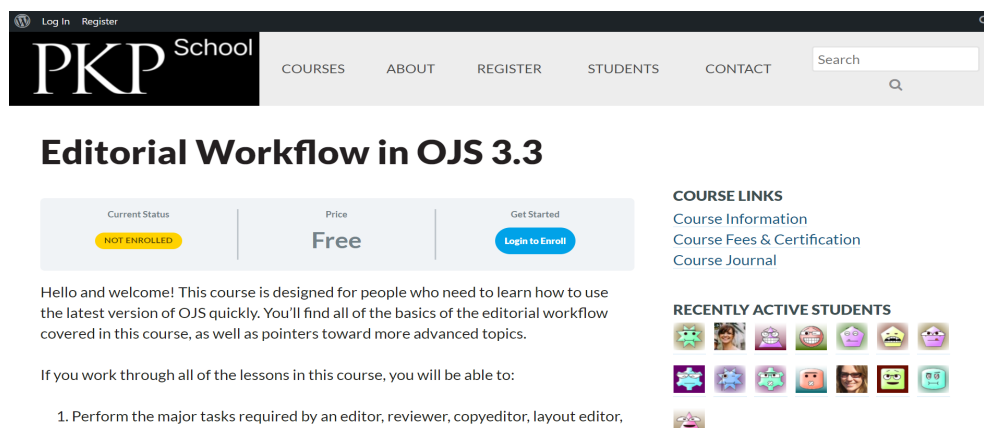 Log In Register
PKP School
COURSES ABOUT REGISTER STUDENTS CONTACT
Search
Editorial Workflow in OJS 3.3
Current Status
NOT ENROLLED
Price
Free
Get Started
Login to Enroll
Hello and welcome! This course is designed for people who need to learn how to use
the latest version of OJS quickly. You’ll find all of the basics of the editorial workflow
covered in this course, as well as pointers toward more advanced topics.
If you work through all of the lessons in this course, you will be able to:
1. Perform the major tasks required by an editor, reviewer, copyeditor, layout editor,
COURSE LINKS
Course Information
Course Fees & Certification
Course Journal
RECENTLY ACTIVE STUDENTS